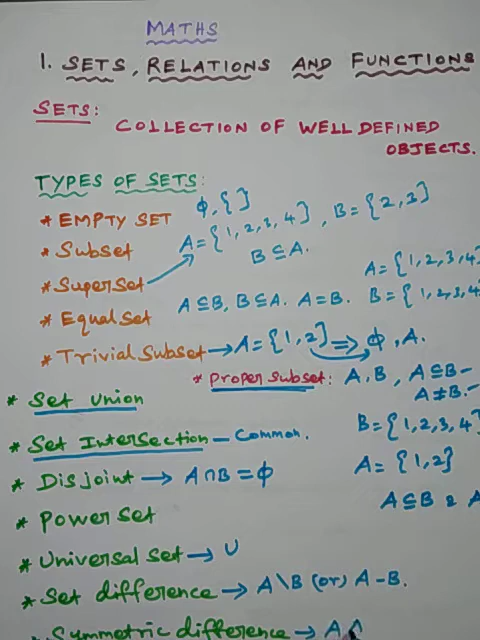 MATHS
1. SETS, RELATIONS AND FUNCTIONS
SETS:
COLLECTION OF WELL DEFINED
OBJECTS.
TYPES OF SETS:
* EMPTY SET φ, { }
* Subset A = {1, 2, 3, 4}, B = {2, 3}
* Superset B ⊆ A.
A = {1, 2, 3, 4}
* Equal Set A ⊆ B, B ⊆ A. A = B. B = {1, 2, 3, 4}
* Trivial Subset → A = {1, 2} ⇒ φ, A.
* Proper subset: A, B, A ⊆ B -
A ≠ B. -
* Set Union
B = {1, 2, 3, 4}
* Set Intersection - Common.
A = {1, 2}
* Disjoint → A ∩ B = φ
A ⊆ B & A
* Power Set
* Universal Set → U
* Set difference → A \ B (or) A - B.
* Symmetric difference → A